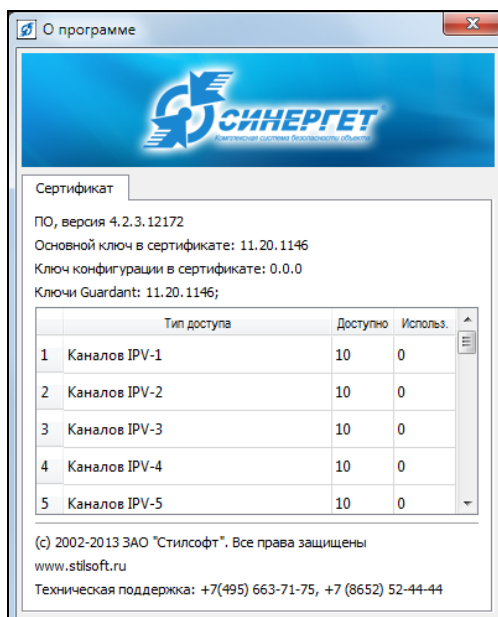 О программе
СИНЕРГЕТ®
Комплексная система безопасности объекта
Сертификат
ПО, версия 4.2.3.12172
Основной ключ в сертификате: 11.20.1146
Ключ конфигурации в сертификате: 0.0.0
Ключи Guardant: 11.20.1146;
Тип доступа Доступно Использ.
1 Каналов IPV-1 10 0
2 Каналов IPV-2 10 0
3 Каналов IPV-3 10 0
4 Каналов IPV-4 10 0
5 Каналов IPV-5 10 0
(c) 2002-2013 ЗАО "Стилсофт". Все права защищены
www.stilsoft.ru
Техническая поддержка: +7(495) 663-71-75, +7 (8652) 52-44-44